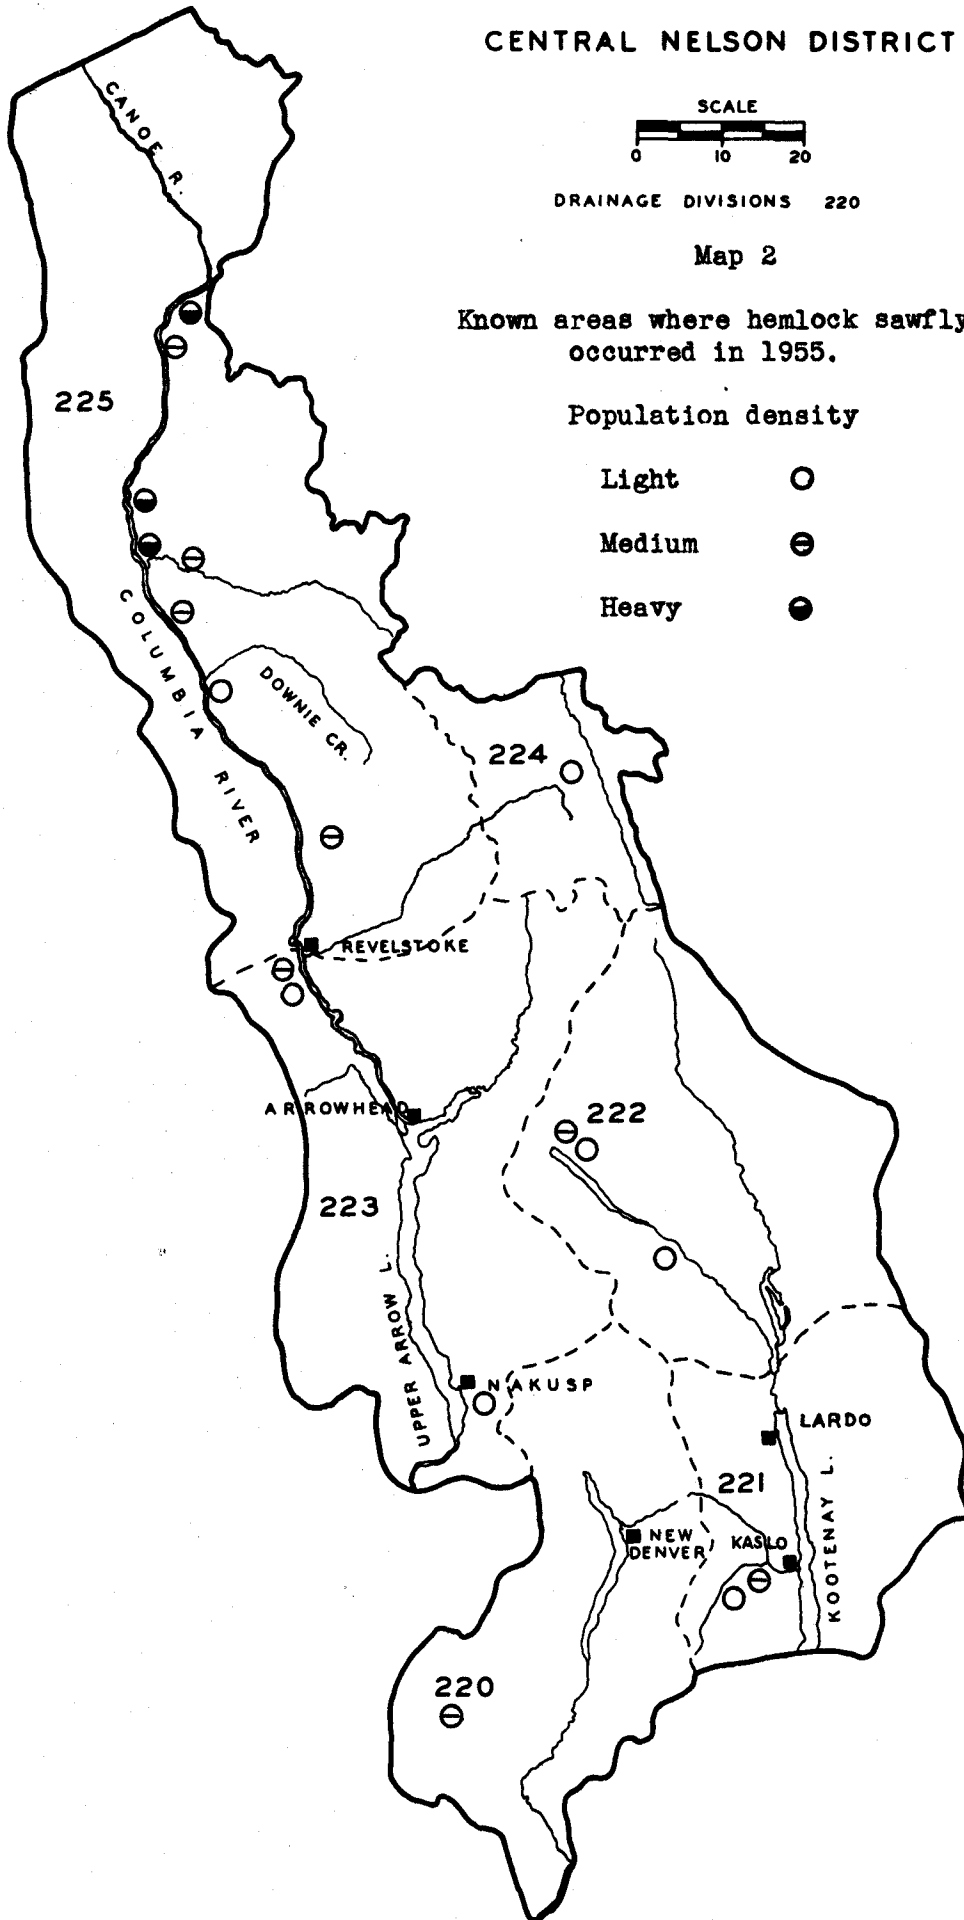 CENTRAL NELSON DISTRICT
SCALE
0 10 20
DRAINAGE DIVISIONS 220
Map 2
Known areas where hemlock sawfly
occurred in 1955.
Population density
Light
Medium
Heavy
CANOE R.
225
COLUMBIA RIVER
DOWNIE CR.
224
REVELSTOKE
ARROWHEAD
222
223
UPPER ARROW L.
NAKUSP
LARDO
221
NEW
DENVER
KASLO
KOOTENAY L.
220